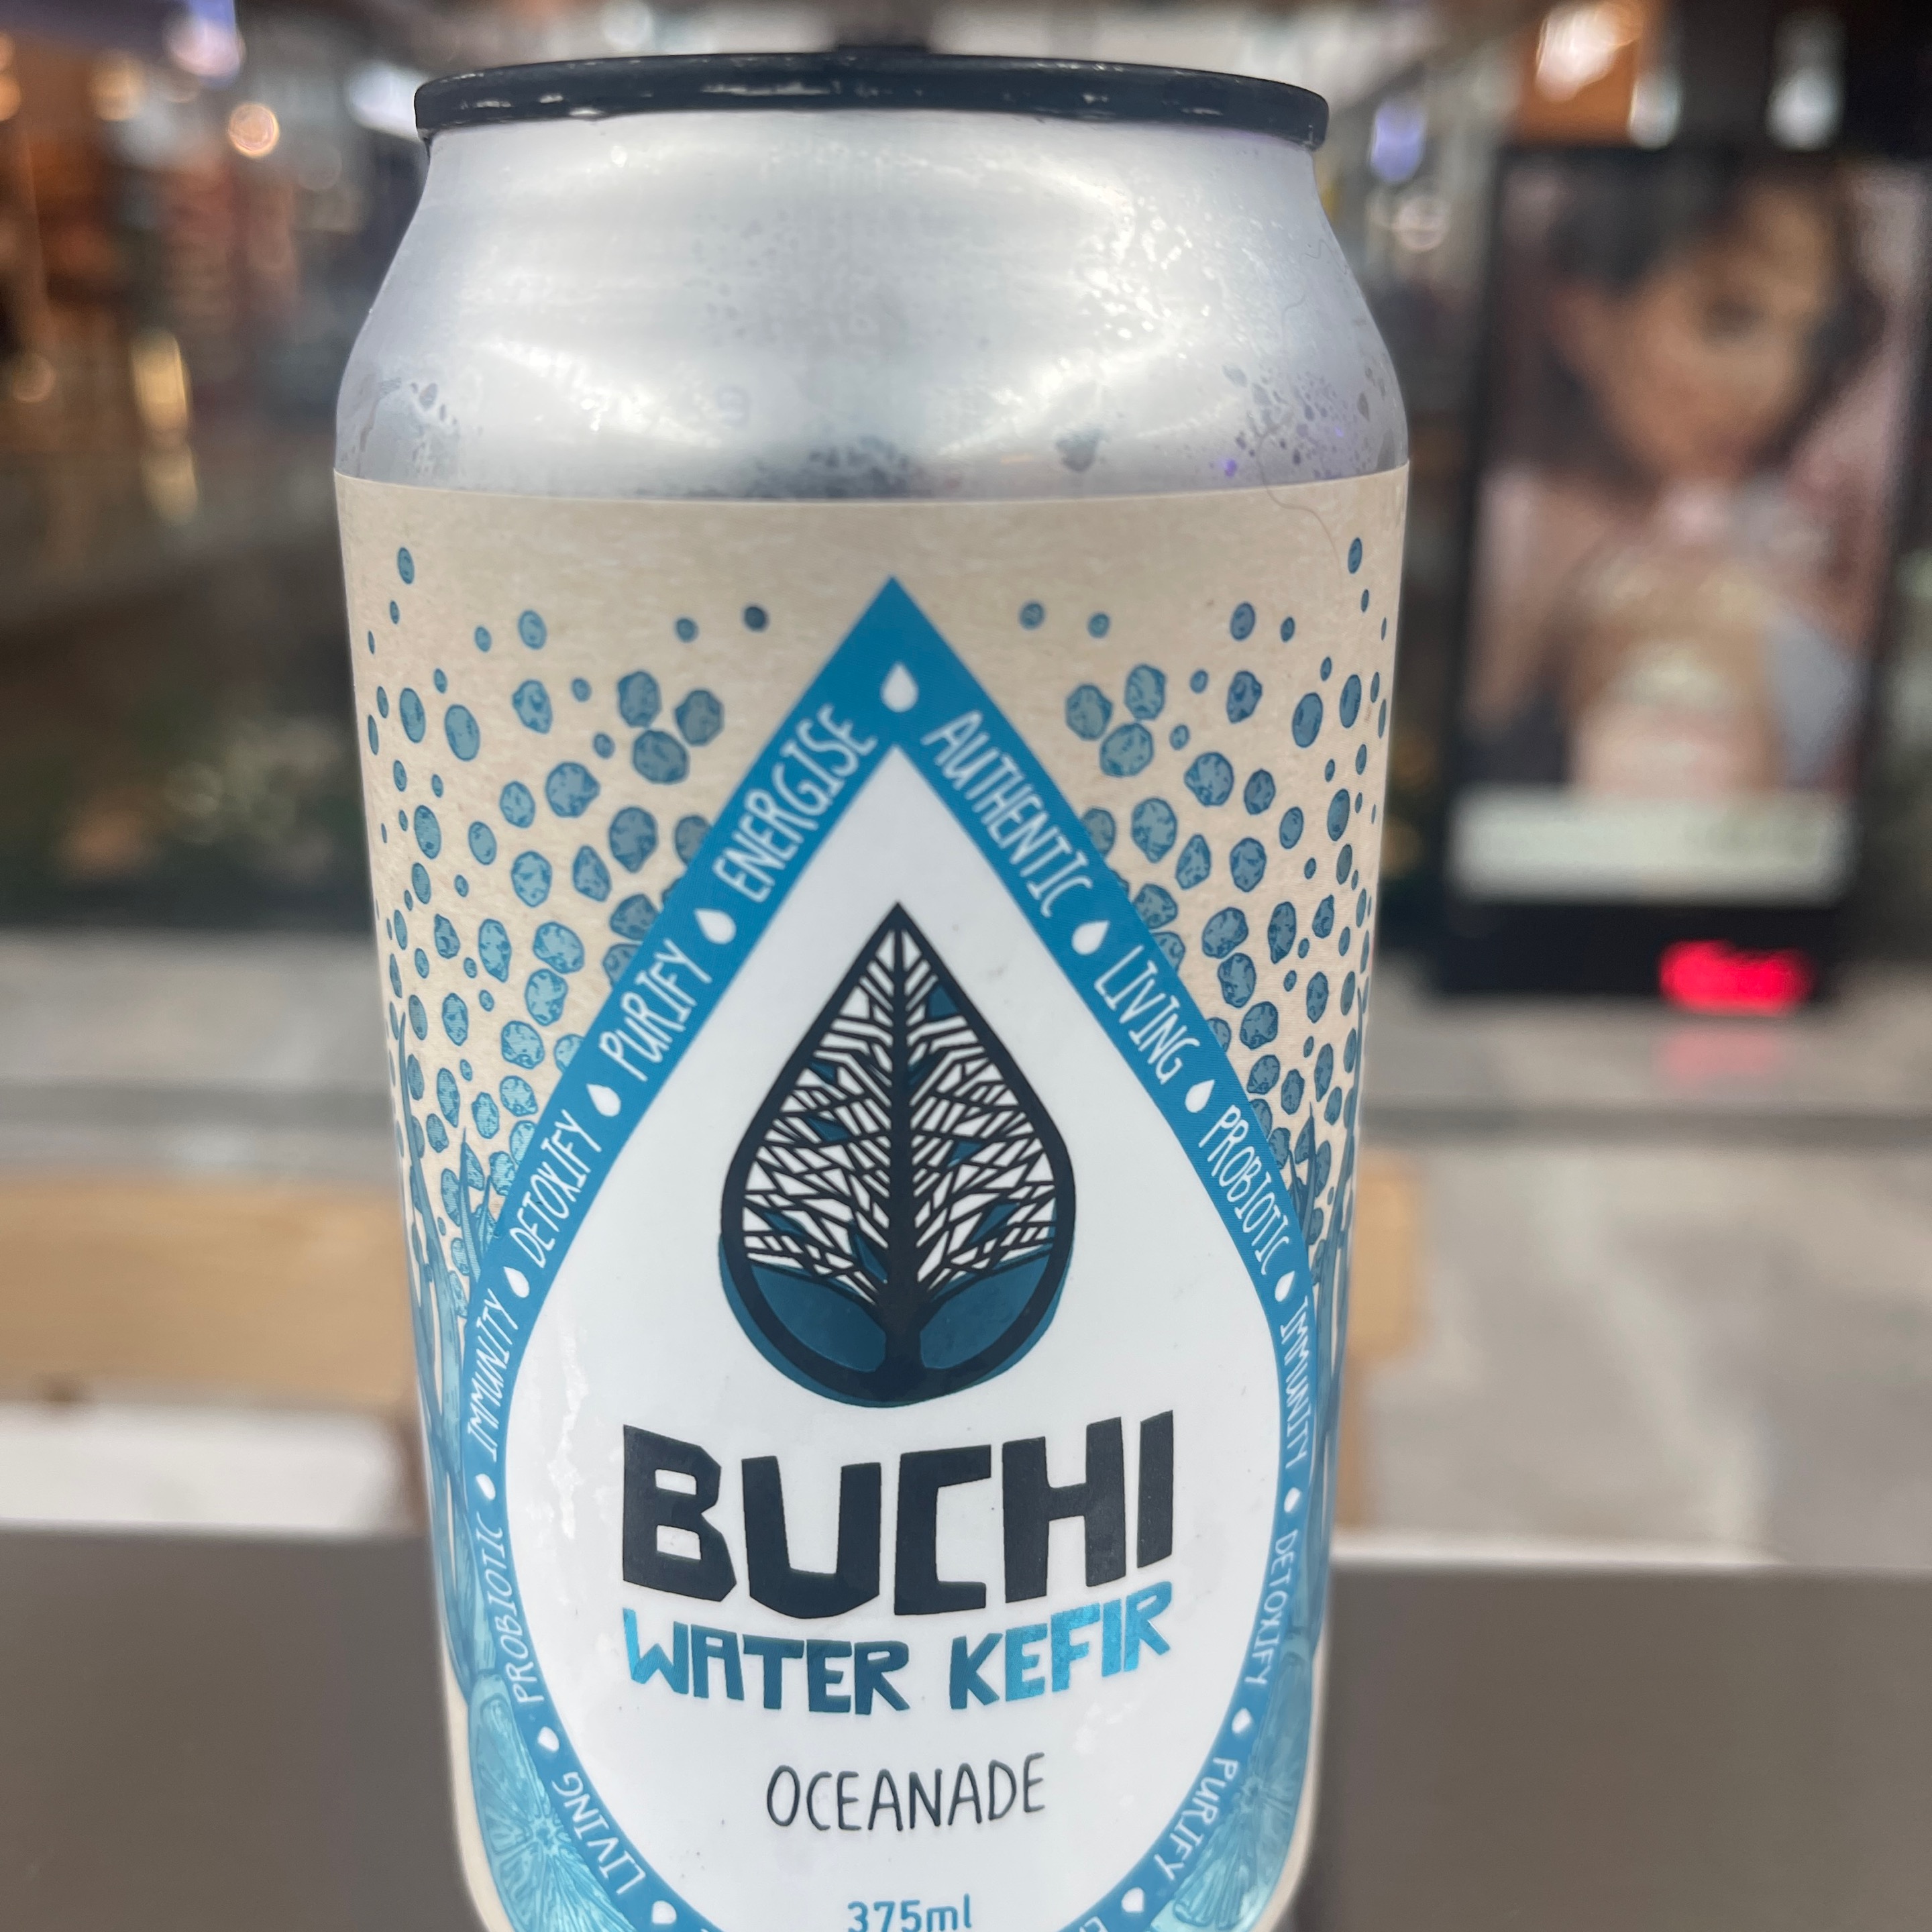 ENERGISE
AUTHENTIC
PURIFY
LIVING
DETOXIFY
PROBIOTIC
IMMUNITY
IMMUNITY
PROBIOTIC
DETOXIFY
LIVING
PURIFY
BUCHI
WATER KEFIR
OCEANADE
375ml